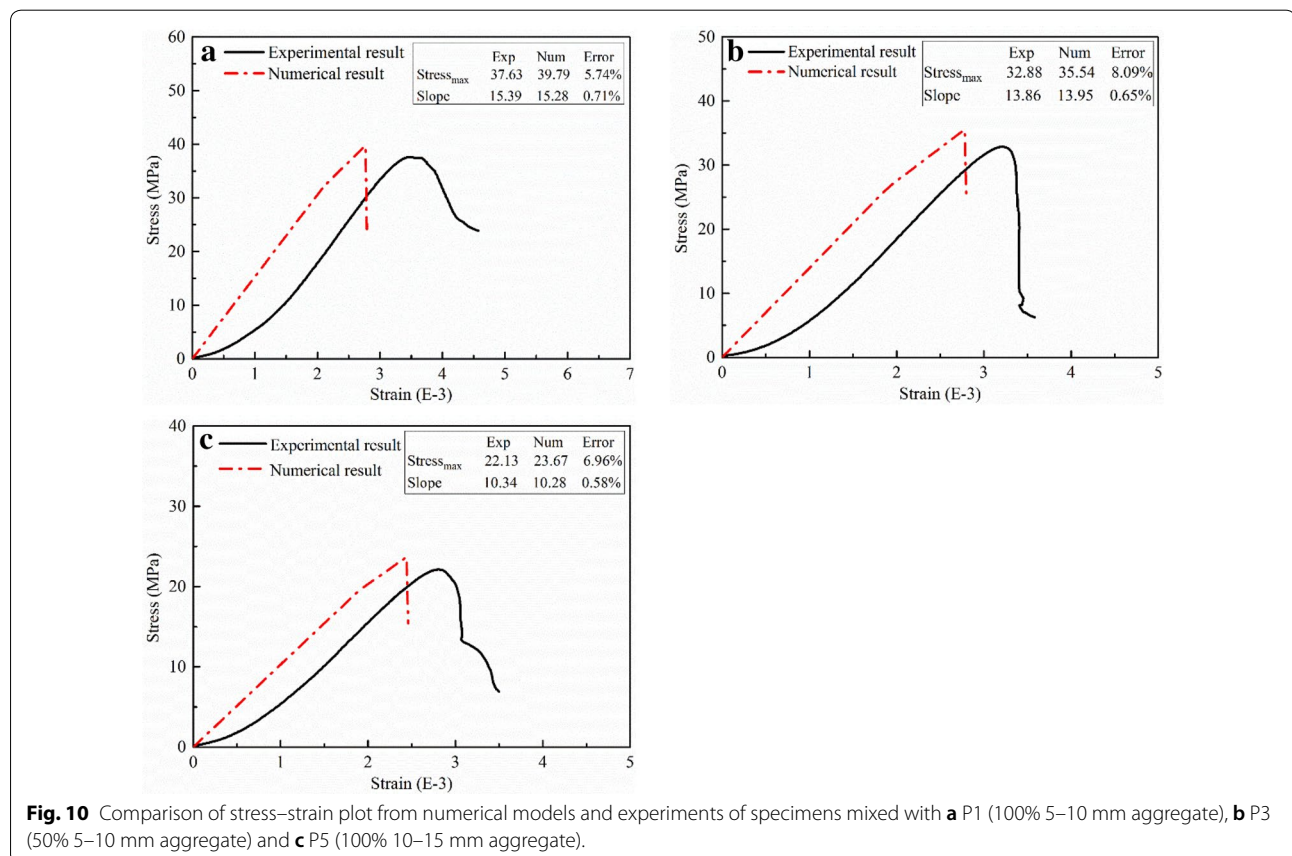 a
Experimental result
Numerical result
Exp Num Error
Stressmax 37.63 39.79 5.74%
Slope 15.39 15.28 0.71%
60
50
40
30
20
10
0
Stress (MPa)
0 1 2 3 4 5 6 7
Strain (E-3)
b
Experimental result
Numerical result
Exp Num Error
Stressmax 32.88 35.54 8.09%
Slope 13.86 13.95 0.65%
50
40
30
20
10
0
Stress (MPa)
0 1 2 3 4 5
Strain (E-3)
c
Experimental result
Numerical result
Exp Num Error
Stressmax 22.13 23.67 6.96%
Slope 10.34 10.28 0.58%
40
30
20
10
0
Stress (MPa)
0 1 2 3 4 5
Strain (E-3)
Fig. 10 Comparison of stress–strain plot from numerical models and experiments of specimens mixed with a P1 (100% 5–10 mm aggregate), b P3
(50% 5–10 mm aggregate) and c P5 (100% 10–15 mm aggregate).